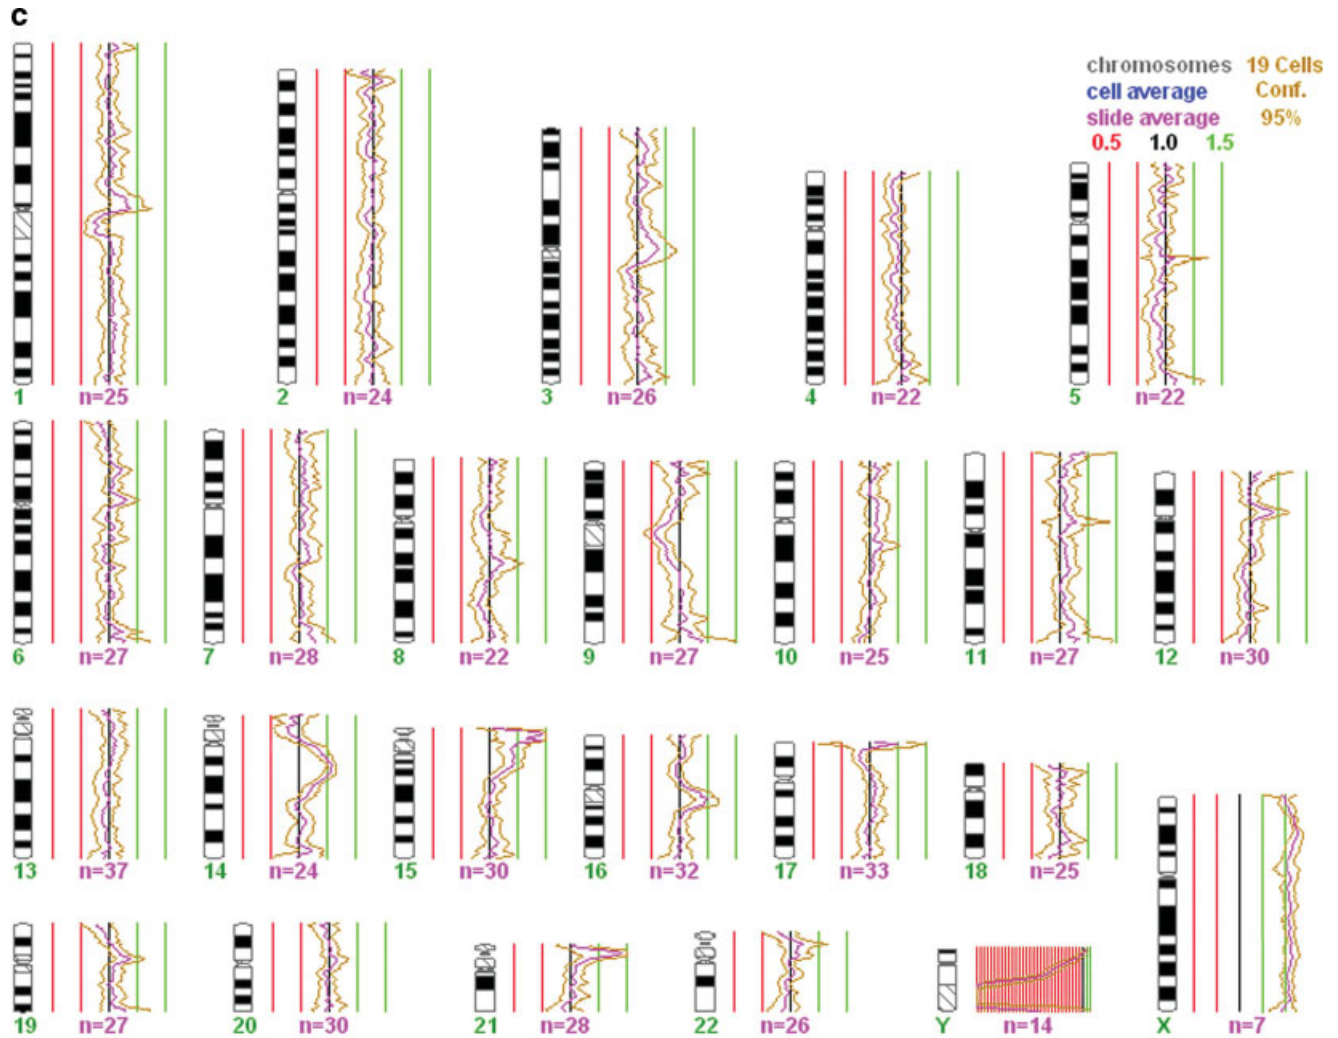 c
chromosomes 19 Cells
cell average Conf.
slide average 95%
0.5 1.0 1.5
1 n=25 2 n=24 3 n=26 4 n=22 5 n=22
6 n=27 7 n=28 8 n=22 9 n=27 10 n=25 11 n=27 12 n=30
13 n=37 14 n=24 15 n=30 16 n=32 17 n=33 18 n=25
19 n=27 20 n=30 21 n=28 22 n=26 Y n=14 X n=7